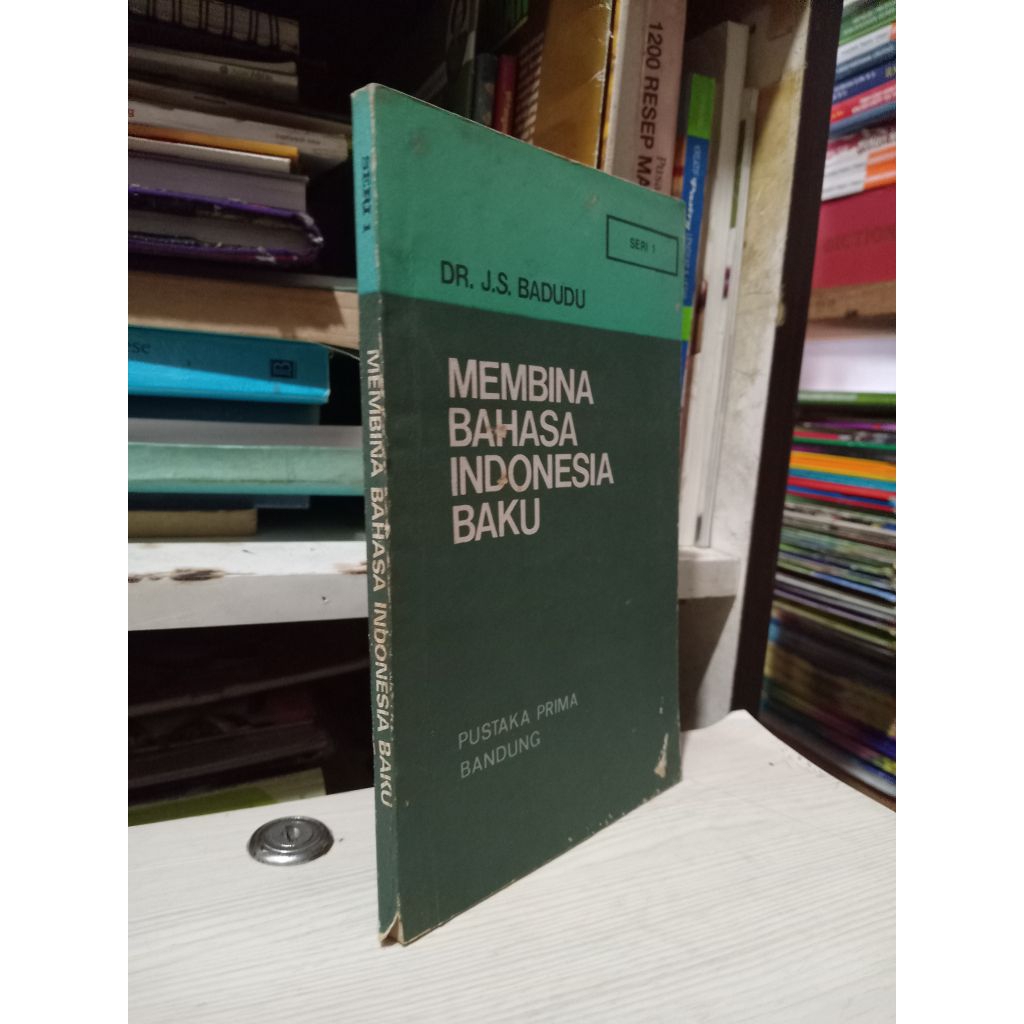 SERI 1
DR. J.S. BADUDU
MEMBINA
BAHASA
INDONESIA
BAKU
PUSTAKA PRIMA
BANDUNG
SERI 1
MEMBINA BAHASA INDONESIA BAKU
1200 RESEP MA